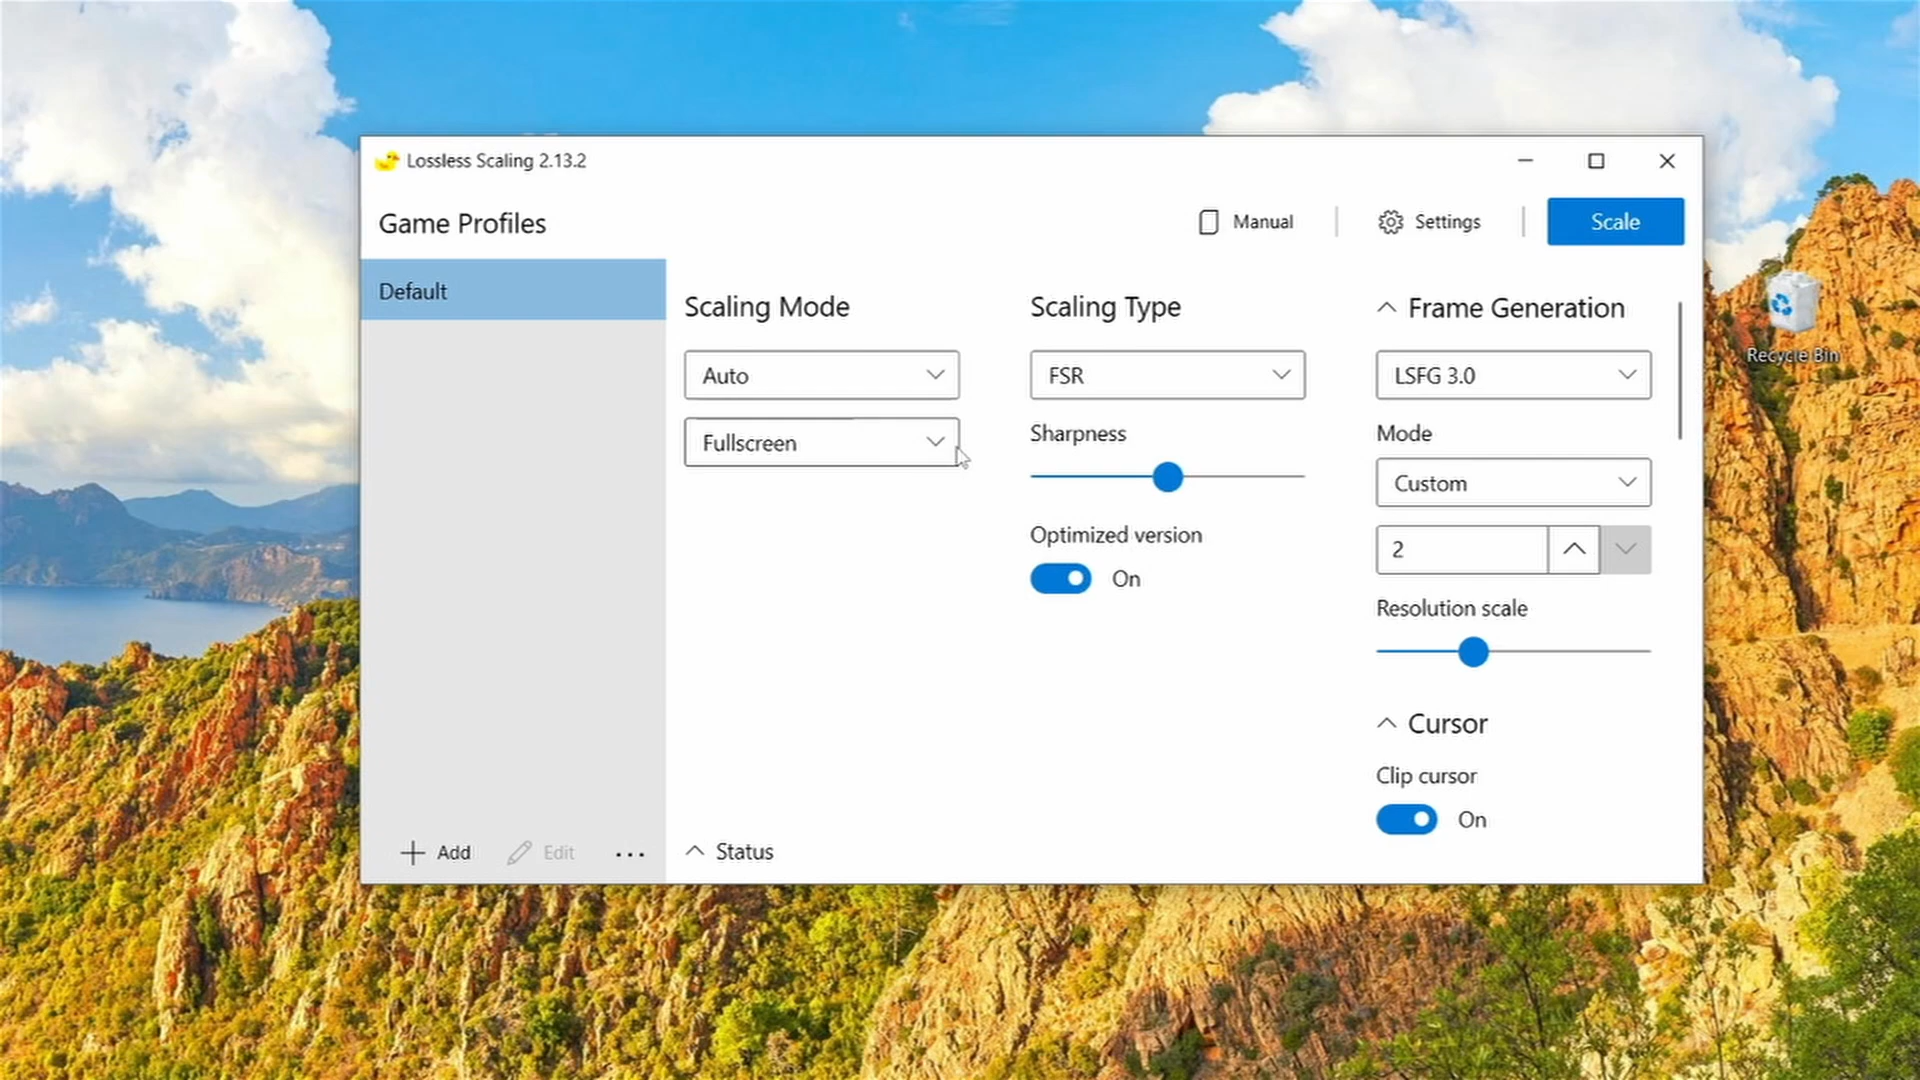 Lossless Scaling 2.13.2
Game Profiles
Manual
Settings
Scale
Default
Scaling Mode
Auto
Fullscreen
Scaling Type
FSR
Sharpness
Optimized version
On
Frame Generation
LSFG 3.0
Mode
Custom
2
Resolution scale
Cursor
Clip cursor
On
Add
Edit
...
Status
Recycle Bin